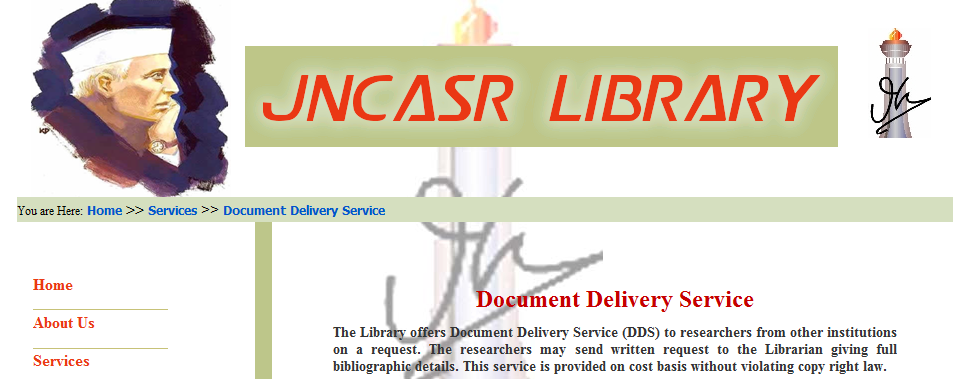 JNCASR LIBRARY
You are Here: Home >> Services >> Document Delivery Service
Home
About Us
Services
Document Delivery Service
The Library offers Document Delivery Service (DDS) to researchers from other institutions
on a request. The researchers may send written request to the Librarian giving full
bibliographic details. This service is provided on cost basis without violating copy right law.